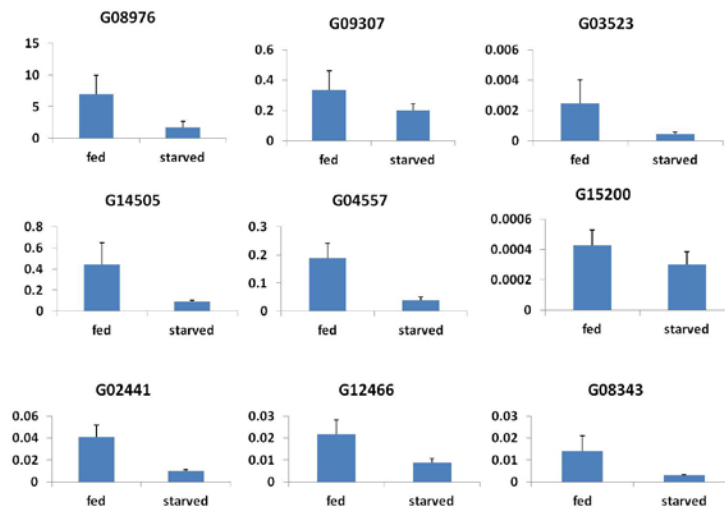 G08976
15
10
5
0
fed
starved
G09307
0.6
0.4
0.2
0
fed
starved
G03523
0.006
0.004
0.002
0
fed
starved
G14505
0.8
0.6
0.4
0.2
0
fed
starved
G04557
0.3
0.2
0.1
0
fed
starved
G15200
0.0006
0.0004
0.0002
0
fed
starved
G02441
0.06
0.04
0.02
0
fed
starved
G12466
0.03
0.02
0.01
0
fed
starved
G08343
0.03
0.02
0.01
0
fed
starved